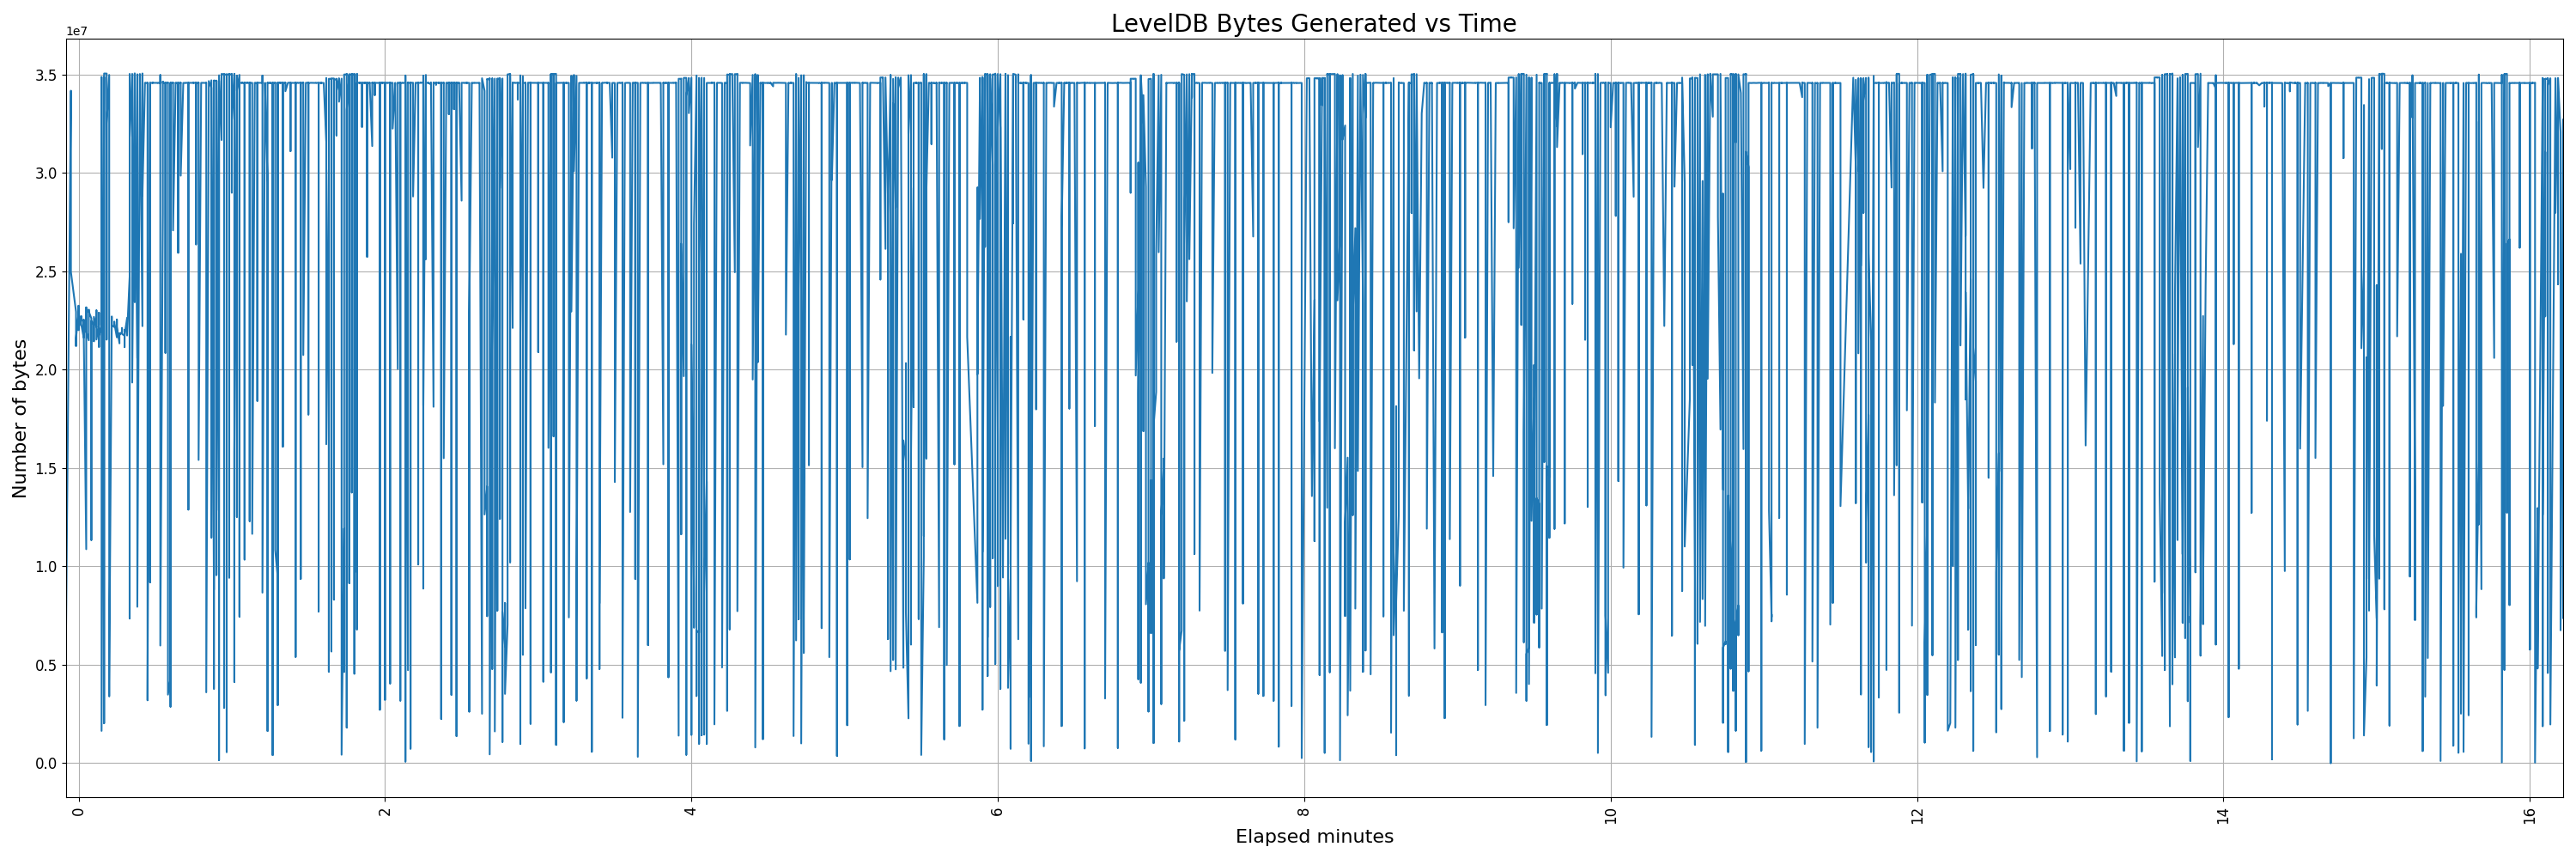 LevelDB Bytes Generated vs Time
1e7
3.5
3.0
2.5
2.0
1.5
1.0
0.5
0.0
Number of bytes
0 2 4 6 8 10 12 14 16
Elapsed minutes